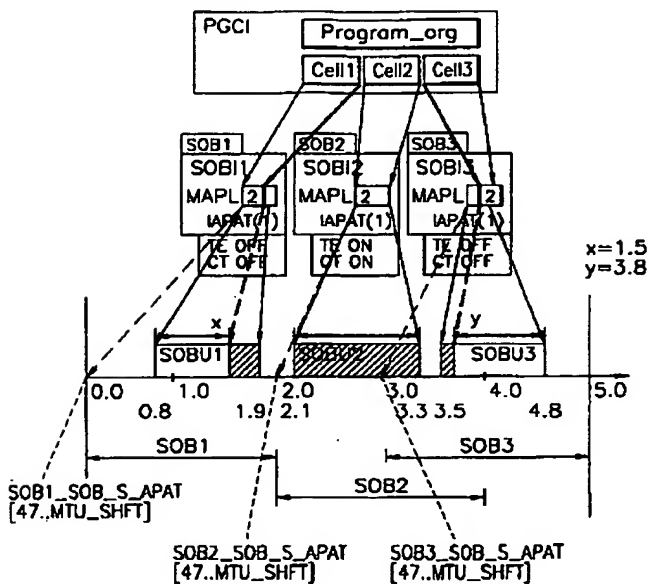 PGCI
Program_org
Cell1 Cell2 Cell3
SOB1 SOB2 SOB3
SOBI1 SOBI2 SOBI3
MAPL 2 MAPL 2 MAPL 2
IAPAT(1) IAPAT(1) IAPAT(1)
TE OFF TE ON TE OFF
CT OFF CT ON CT OFF
x=1.5
y=3.8
x y
SOBU1 SOBU2 SOBU3
0.0 1.0 2.0 3.0 4.0 5.0
0.8 1.9 2.1 3.3 3.5 4.8
SOB1 SOB3
SOB2
SOB1_SOB_S_APAT
[47..MTU_SHFT]
SOB2_SOB_S_APAT
[47..MTU_SHFT]
SOB3_SOB_S_APAT
[47..MTU_SHFT]